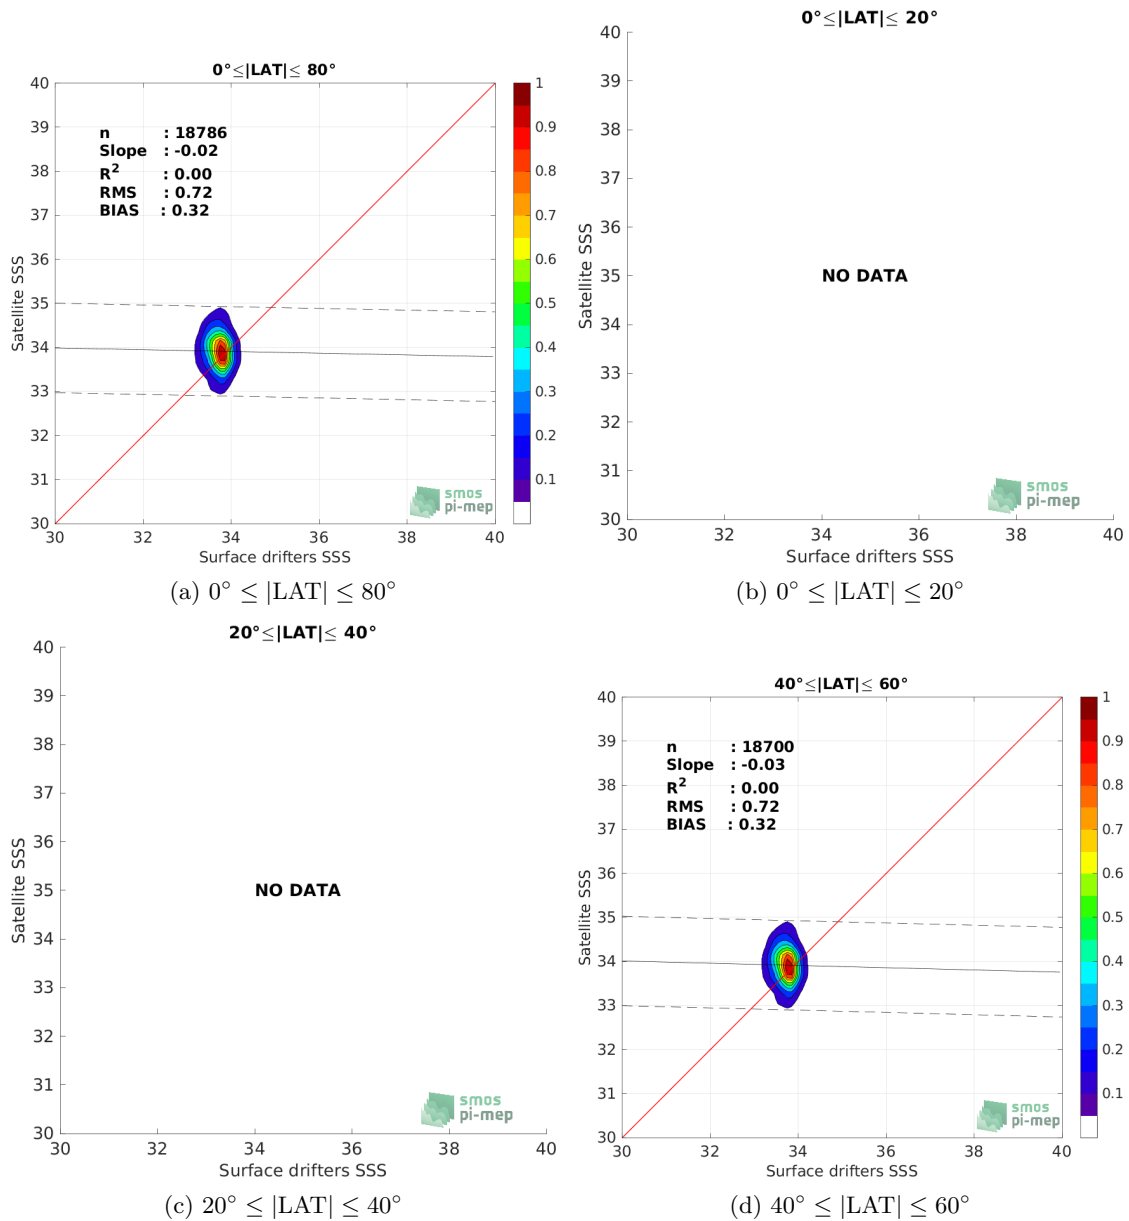 0°≤|LAT|≤ 80°
40
39
38
37
36
35
34
33
32
31
30
Satellite SSS
n : 18786
Slope : -0.02
R² : 0.00
RMS : 0.72
BIAS : 0.32
smos
pi-mep
30 32 34 36 38 40
Surface drifters SSS
1
0.9
0.8
0.7
0.6
0.5
0.4
0.3
0.2
0.1
(a) 0° ≤ |LAT| ≤ 80°
0°≤|LAT|≤ 20°
40
39
38
37
36
35
34
33
32
31
30
Satellite SSS
NO DATA
smos
pi-mep
30 32 34 36 38 40
Surface drifters SSS
(b) 0° ≤ |LAT| ≤ 20°
20°≤|LAT|≤ 40°
40
39
38
37
36
35
34
33
32
31
30
Satellite SSS
NO DATA
smos
pi-mep
30 32 34 36 38 40
Surface drifters SSS
(c) 20° ≤ |LAT| ≤ 40°
40°≤|LAT|≤ 60°
40
39
38
37
36
35
34
33
32
31
30
Satellite SSS
n : 18700
Slope : -0.03
R² : 0.00
RMS : 0.72
BIAS : 0.32
smos
pi-mep
30 32 34 36 38 40
Surface drifters SSS
1
0.9
0.8
0.7
0.6
0.5
0.4
0.3
0.2
0.1
(d) 40° ≤ |LAT| ≤ 60°